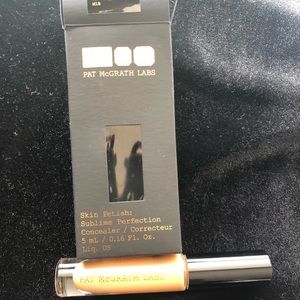 M18
PAT McGRATH LABS
Skin Fetish:
Sublime Perfection
Concealer / Correcteur
5 mL / 0.16 Fl. Oz.
Liq. US
PAT McGRATH LABS